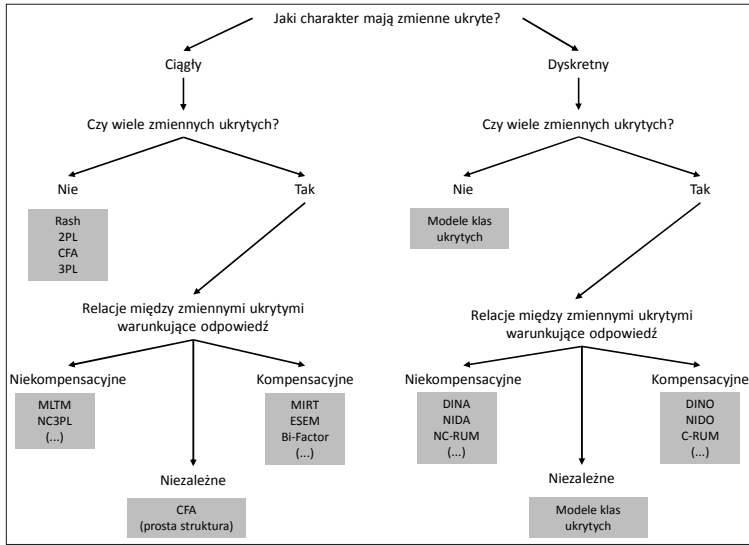 Jaki charakter mają zmienne ukryte?
Ciągły
Dyskretny
Czy wiele zmiennych ukrytych?
Czy wiele zmiennych ukrytych?
Nie
Tak
Nie
Tak
Rash
2PL
CFA
3PL
Modele klas
ukrytych
Relacje między zmiennymi ukrytymi
warunkujące odpowiedź
Relacje między zmiennymi ukrytymi
warunkujące odpowiedź
Niekompensacyjne
Kompensacyjne
Niekompensacyjne
Kompensacyjne
MLTM
NC3PL
(...)
MIRT
ESEM
Bi-Factor
(...)
DINA
NIDA
NC-RUM
(...)
DINO
NIDO
C-RUM
(...)
Niezależne
Niezależne
CFA
(prosta struktura)
Modele klas
ukrytych